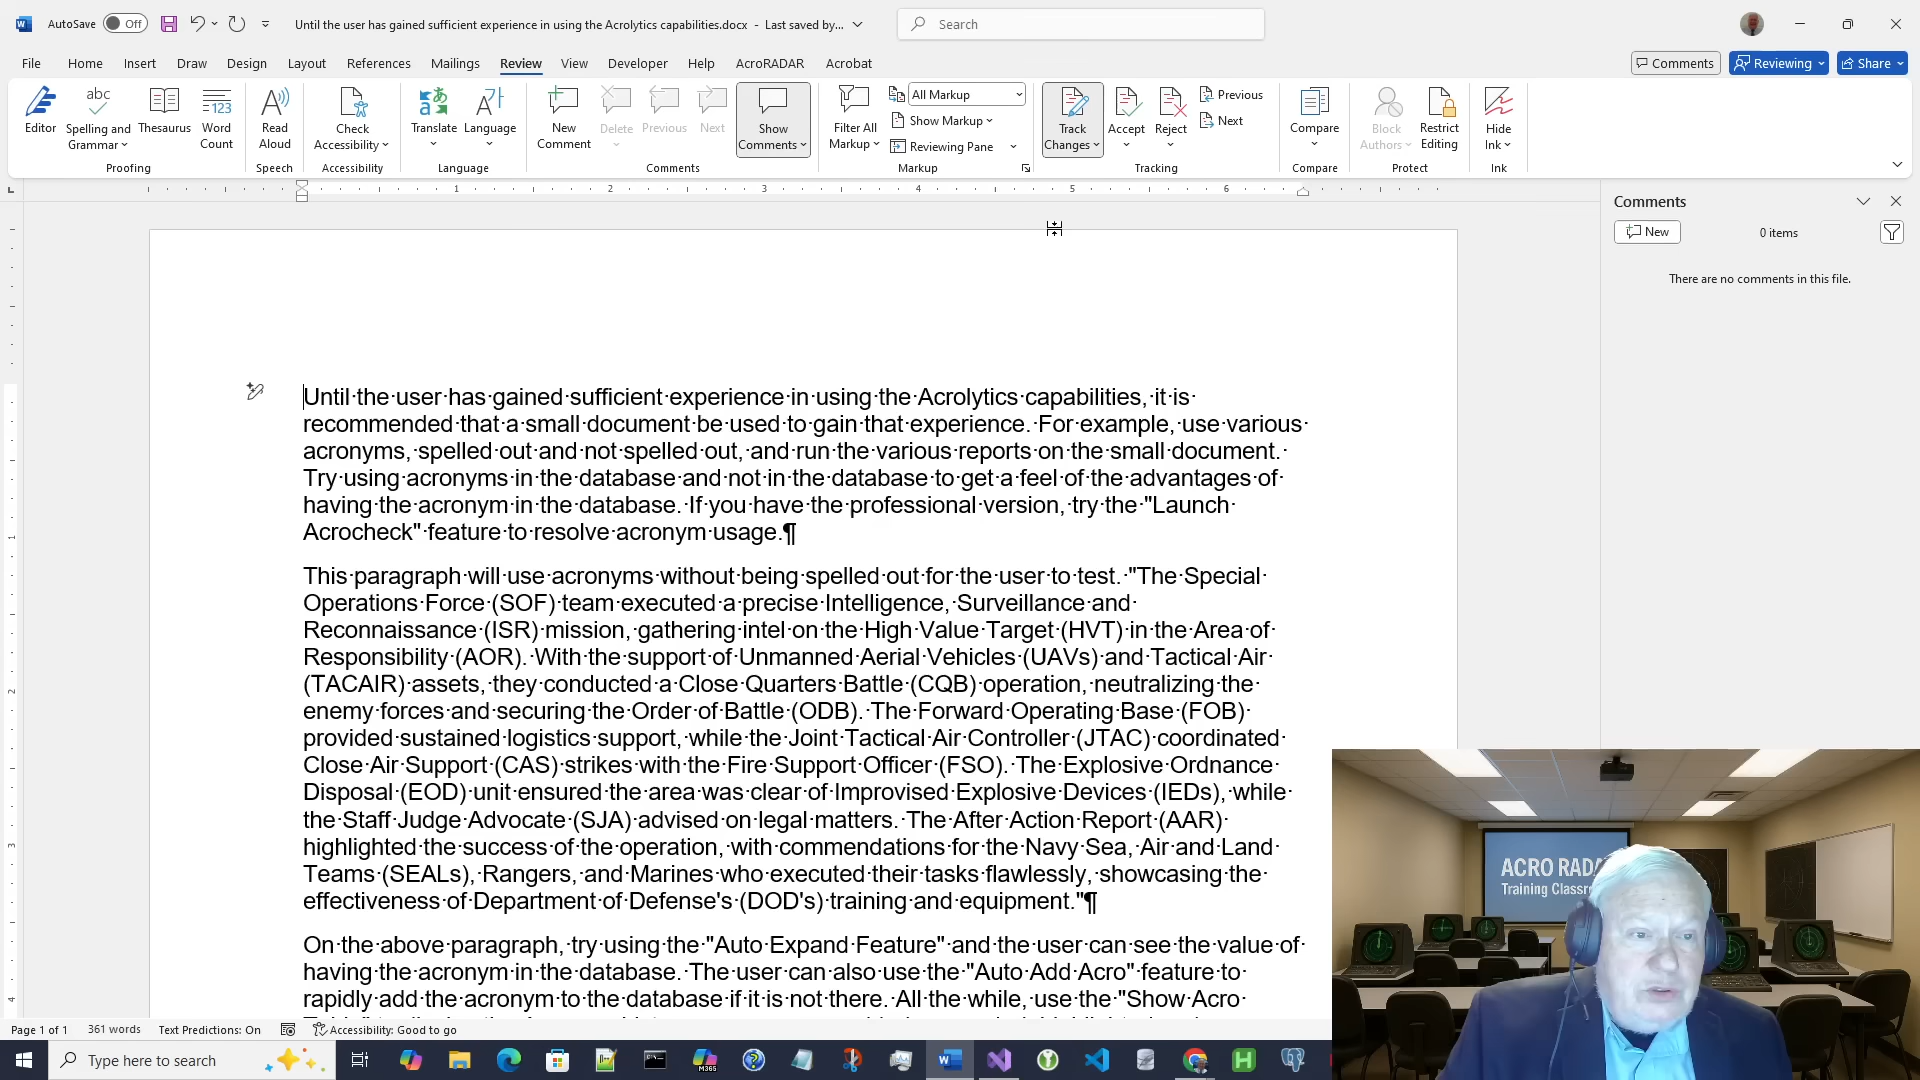 AutoSave Off Until the user has gained sufficient experience in using the Acrolytics capabilities.docx - Last saved by... Search
File Home Insert Draw Design Layout References Mailings Review View Developer Help AcroRADAR Acrobat Comments Reviewing Share
Editor
Spelling and Grammar
Thesaurus
Word Count
Proofing
Read Aloud
Speech
Check Accessibility
Accessibility
Translate
Language
Language
New Comment
Delete
Previous
Next
Show Comments
Comments
Filter All Markup
All Markup
Show Markup
Reviewing Pane
Markup
Track Changes
Accept
Reject
Previous
Next
Tracking
Compare
Compare
Block Authors
Restrict Editing
Protect
Hide Ink
Ink
1 2 3 4 5 6
Comments
New 0 items
There are no comments in this file.
Until the user has gained sufficient experience in using the Acrolytics capabilities, it is
recommended that a small document be used to gain that experience. For example, use various
acronyms, spelled out and not spelled out, and run the various reports on the small document.
Try using acronyms in the database and not in the database to get a feel of the advantages of
having the acronym in the database. If you have the professional version, try the "Launch
Acrocheck" feature to resolve acronym usage.¶
This paragraph will use acronyms without being spelled out for the user to test. "The Special
Operations Force (SOF) team executed a precise Intelligence, Surveillance and
Reconnaissance (ISR) mission, gathering intel on the High Value Target (HVT) in the Area of
Responsibility (AOR). With the support of Unmanned Aerial Vehicles (UAVs) and Tactical Air
(TACAIR) assets, they conducted a Close Quarters Battle (CQB) operation, neutralizing the
enemy forces and securing the Order of Battle (ODB). The Forward Operating Base (FOB)
provided sustained logistics support, while the Joint Tactical Air Controller (JTAC) coordinated
Close Air Support (CAS) strikes with the Fire Support Officer (FSO). The Explosive Ordnance
Disposal (EOD) unit ensured the area was clear of Improvised Explosive Devices (IEDs), while
the Staff Judge Advocate (SJA) advised on legal matters. The After Action Report (AAR)
highlighted the success of the operation, with commendations for the Navy Sea, Air and Land
Teams (SEALs), Rangers, and Marines who executed their tasks flawlessly, showcasing the
effectiveness of Department of Defense's (DOD's) training and equipment."¶
On the above paragraph, try using the "Auto Expand Feature" and the user can see the value of
having the acronym in the database. The user can also use the "Auto Add Acro" feature to
rapidly add the acronym to the database if it is not there. All the while, use the "Show Acro
ACRO RADA
Training Classr
Page 1 of 1 361 words Text Predictions: On Accessibility: Good to go
Type here to search